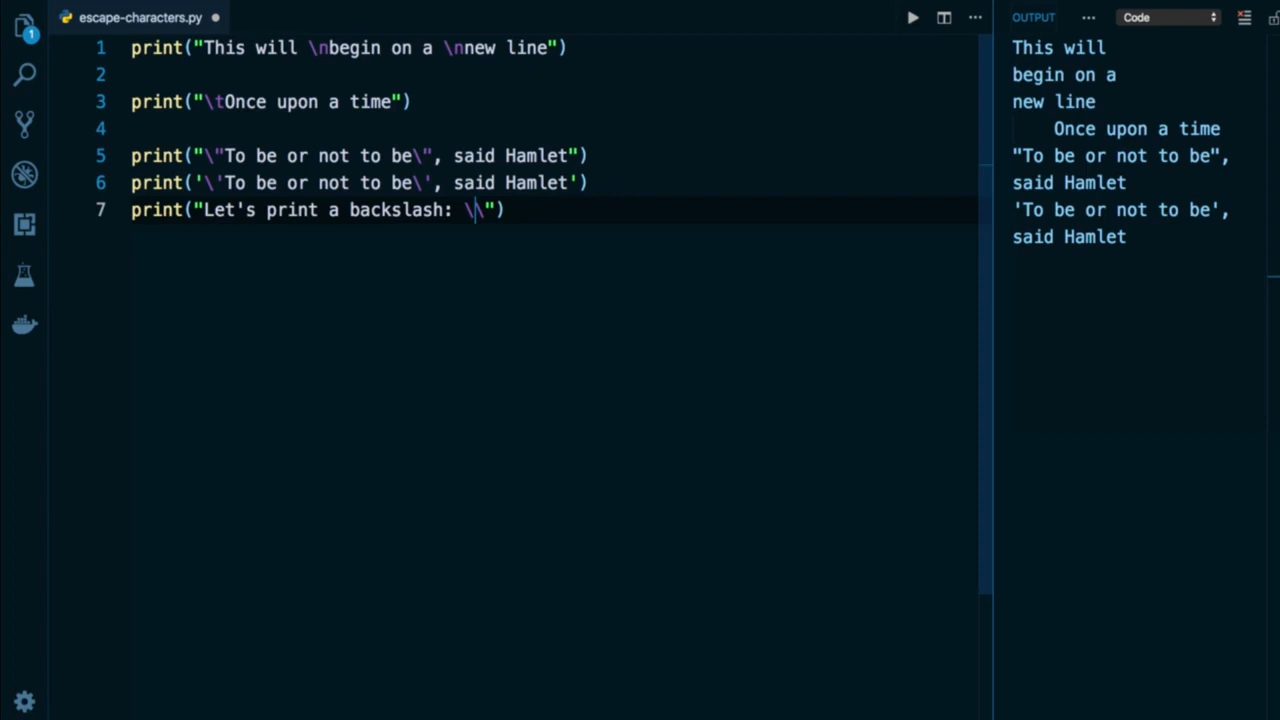 escape-characters.py
OUTPUT
Code
1
1 print("This will \nbegin on a \nnew line")
2
3 print("\tOnce upon a time")
4
5 print("\"To be or not to be\", said Hamlet")
6 print('\'To be or not to be\', said Hamlet')
7 print("Let's print a backslash: \\")
This will
begin on a
new line
Once upon a time
"To be or not to be",
said Hamlet
'To be or not to be',
said Hamlet